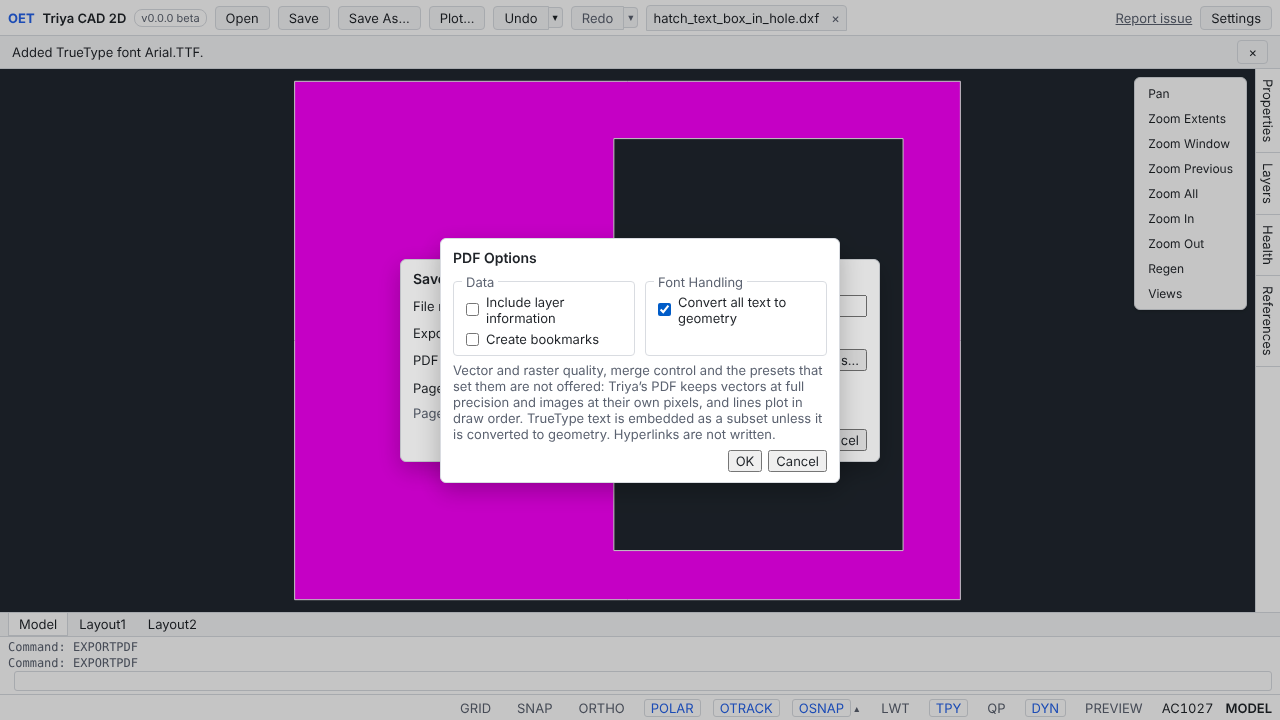 OET Triya CAD 2D v0.0.0 beta Open Save Save As... Plot... Undo ▾ Redo ▾ hatch_text_box_in_hole.dxf × Report issue Settings
Added TrueType font Arial.TTF. ×
Pan
Zoom Extents
Zoom Window
Zoom Previous
Zoom All
Zoom In
Zoom Out
Regen
Views
Properties
Layers
Health
References
PDF Options
Data
Include layer
information
Create bookmarks
Font Handling
Convert all text to
geometry
Vector and raster quality, merge control and the presets that
set them are not offered: Triya's PDF keeps vectors at full
precision and images at their own pixels, and lines plot in
draw order. TrueType text is embedded as a subset unless it
is converted to geometry. Hyperlinks are not written.
OK Cancel
PDF
Model Layout1 Layout2
Command: EXPORTPDF
Command: EXPORTPDF
GRID SNAP ORTHO POLAR OTRACK OSNAP ▴ LWT TPY QP DYN PREVIEW AC1027 MODEL